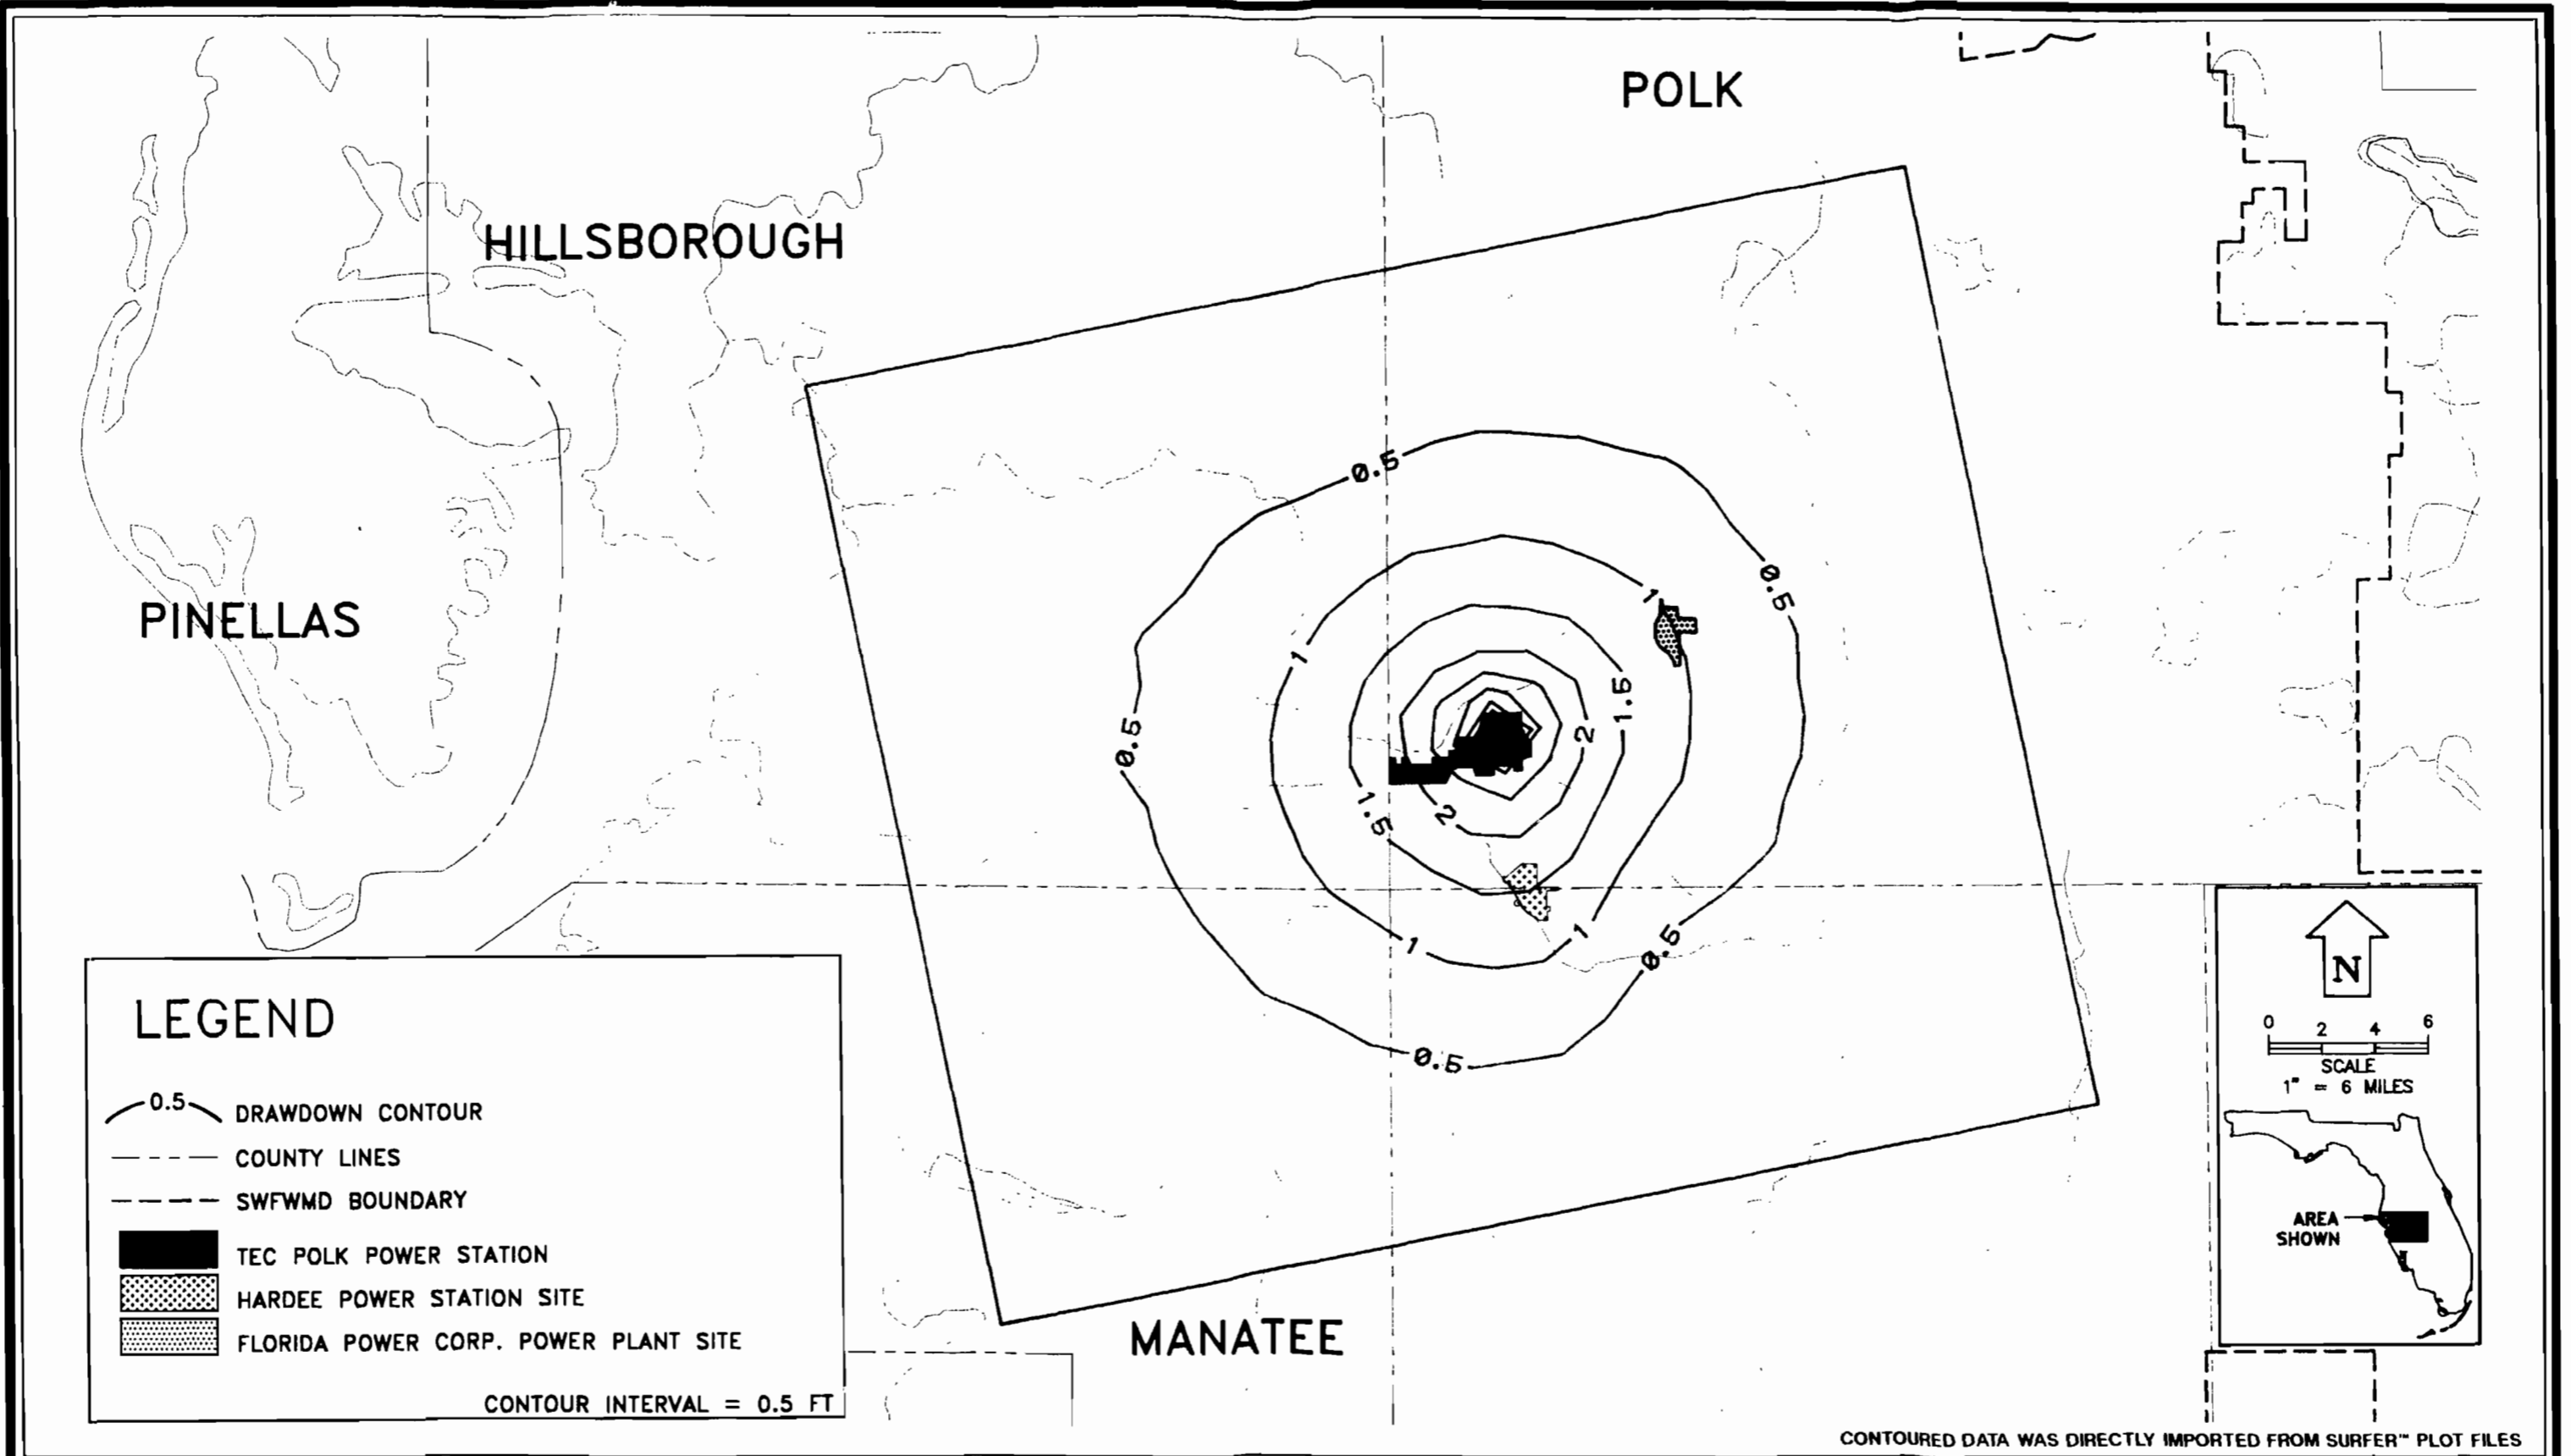 POLK
HILLSBOROUGH
PINELLAS
0.5
0.5
1
1
1.5
2
0.5
1.5
2
1
1
0.5
0.5
MANATEE
LEGEND
0.5 DRAWDOWN CONTOUR
COUNTY LINES
SWFWMD BOUNDARY
TEC POLK POWER STATION
HARDEE POWER STATION SITE
FLORIDA POWER CORP. POWER PLANT SITE
CONTOUR INTERVAL = 0.5 FT
N
0 2 4 6
SCALE
1" = 6 MILES
AREA
SHOWN
CONTOURED DATA WAS DIRECTLY IMPORTED FROM SURFER™ PLOT FILES